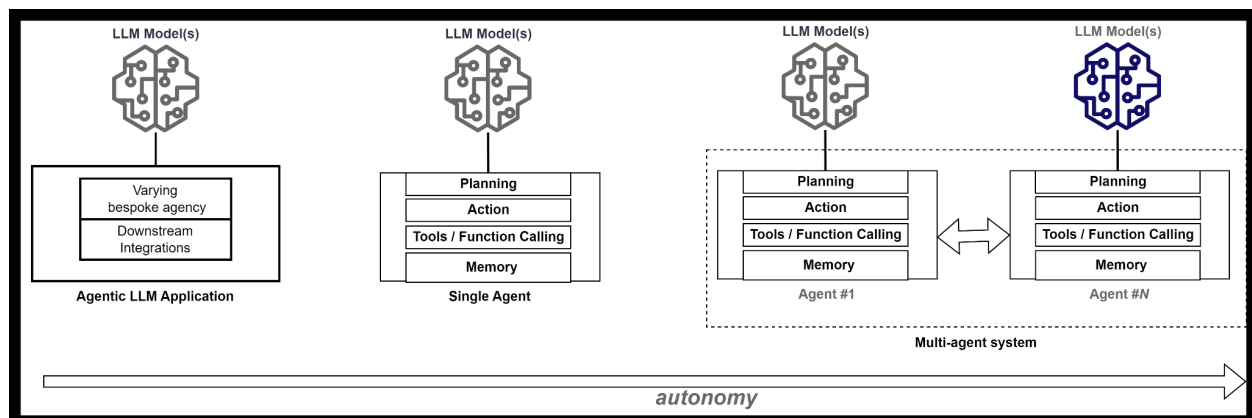 LLM Model(s)
LLM Model(s)
LLM Model(s)
LLM Model(s)
Varying
bespoke agency
Downstream
Integrations
Agentic LLM Application
Planning
Action
Tools / Function Calling
Memory
Single Agent
Planning
Action
Tools / Function Calling
Memory
Agent #1
Planning
Action
Tools / Function Calling
Memory
Agent #N
Multi-agent system
autonomy